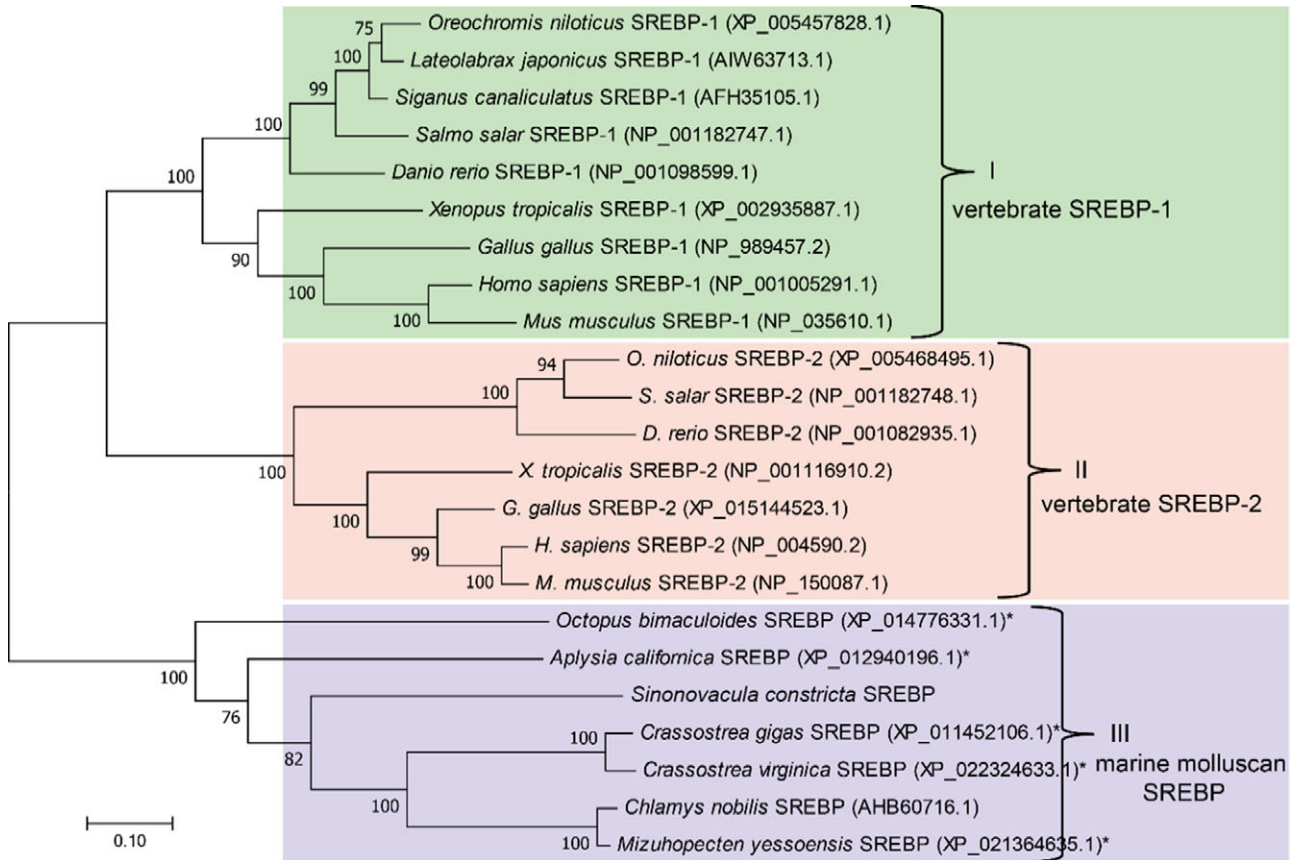 75
Oreochromis niloticus SREBP-1 (XP_005457828.1)
100
Lateolabrax japonicus SREBP-1 (AIW63713.1)
99
Siganus canaliculatus SREBP-1 (AFH35105.1)
100
Salmo salar SREBP-1 (NP_001182747.1)
100
Danio rerio SREBP-1 (NP_001098599.1)
I
vertebrate SREBP-1
Xenopus tropicalis SREBP-1 (XP_002935887.1)
90
Gallus gallus SREBP-1 (NP_989457.2)
100
Homo sapiens SREBP-1 (NP_001005291.1)
100
Mus musculus SREBP-1 (NP_035610.1)
94
O. niloticus SREBP-2 (XP_005468495.1)
100
S. salar SREBP-2 (NP_001182748.1)
D. rerio SREBP-2 (NP_001082935.1)
100
X tropicalis SREBP-2 (NP_001116910.2)
II
vertebrate SREBP-2
100
G. gallus SREBP-2 (XP_015144523.1)
99
H. sapiens SREBP-2 (NP_004590.2)
100
M. musculus SREBP-2 (NP_150087.1)
Octopus bimaculoides SREBP (XP_014776331.1)*
100
Aplysia californica SREBP (XP_012940196.1)*
76
Sinonovacula constricta SREBP
82
100
Crassostrea gigas SREBP (XP_011452106.1)*
III
marine molluscan
SREBP
Crassostrea virginica SREBP (XP_022324633.1)*
100
Chlamys nobilis SREBP (AHB60716.1)
100
Mizuhopecten yessoensis SREBP (XP_021364635.1)*
0.10